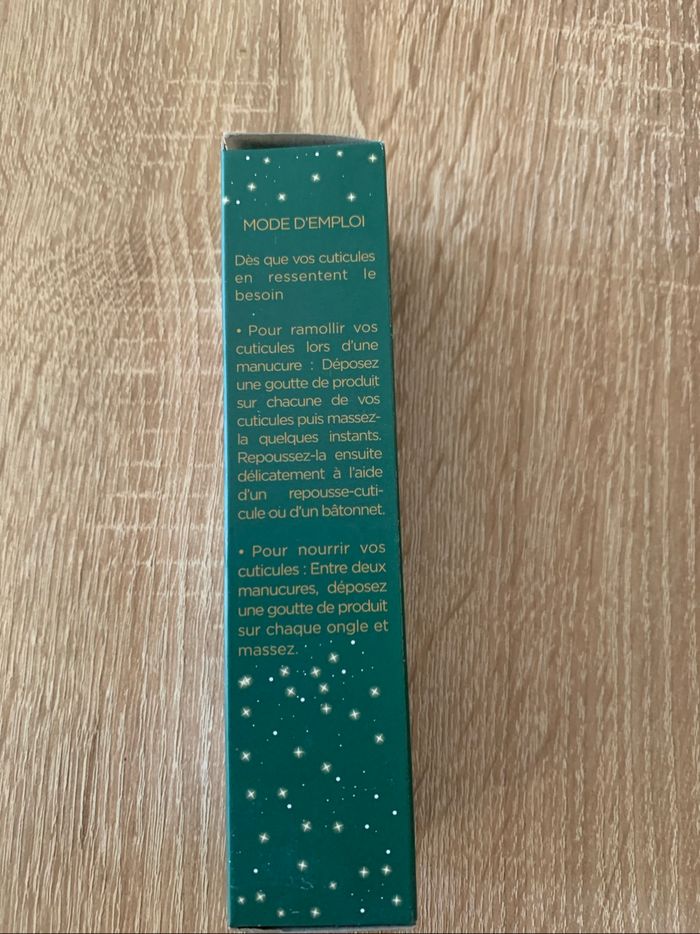 MODE D'EMPLOI
Dès que vos cuticules
en ressentent le
besoin
• Pour ramollir vos
cuticules lors d'une
manucure : Déposez
une goutte de produit
sur chacune de vos
cuticules puis massez-
la quelques instants.
Repoussez-la ensuite
délicatement à l'aide
d'un repousse-cuti-
cule ou d'un bâtonnet.
• Pour nourrir vos
cuticules : Entre deux
manucures, déposez
une goutte de produit
sur chaque ongle et
massez.